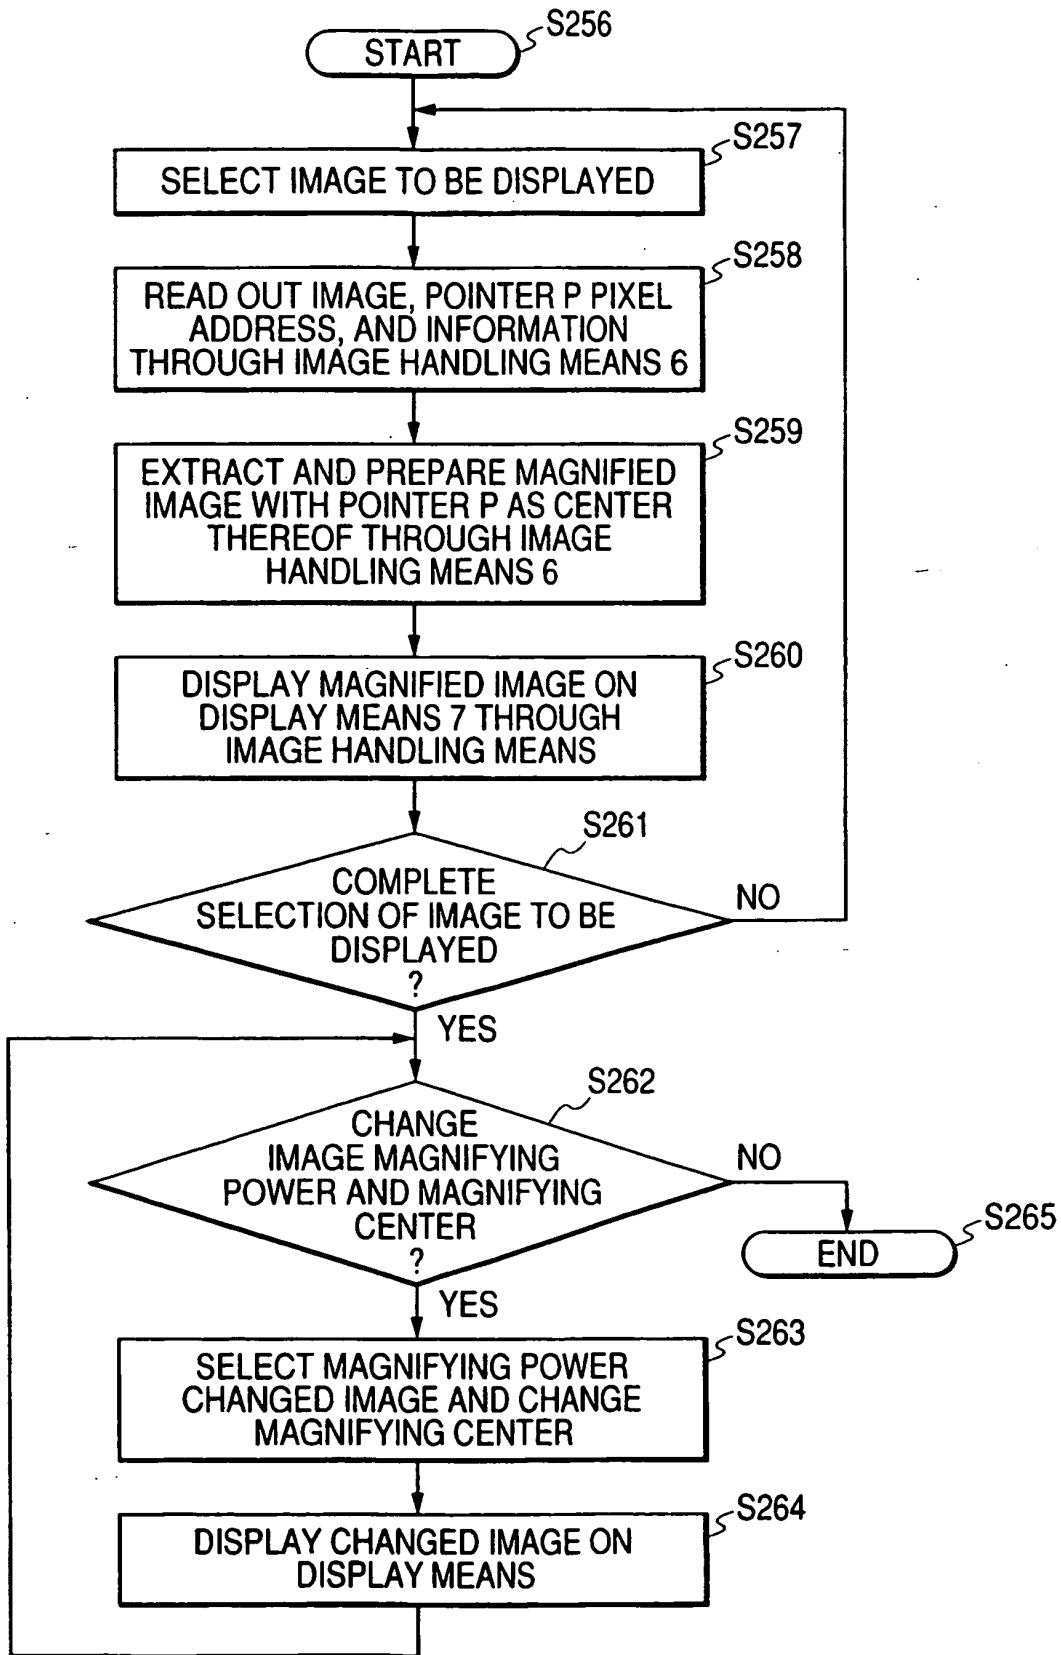 START
S256
S257
SELECT IMAGE TO BE DISPLAYED
S258
READ OUT IMAGE, POINTER P PIXEL
ADDRESS, AND INFORMATION
THROUGH IMAGE HANDLING MEANS 6
S259
EXTRACT AND PREPARE MAGNIFIED
IMAGE WITH POINTER P AS CENTER
THEREOF THROUGH IMAGE
HANDLING MEANS 6
S260
DISPLAY MAGNIFIED IMAGE ON
DISPLAY MEANS 7 THROUGH
IMAGE HANDLING MEANS
S261
COMPLETE
SELECTION OF IMAGE TO BE
DISPLAYED
?
NO
YES
S262
CHANGE
IMAGE MAGNIFYING
POWER AND MAGNIFYING
CENTER
?
NO
S265
END
YES
S263
SELECT MAGNIFYING POWER
CHANGED IMAGE AND CHANGE
MAGNIFYING CENTER
S264
DISPLAY CHANGED IMAGE ON
DISPLAY MEANS